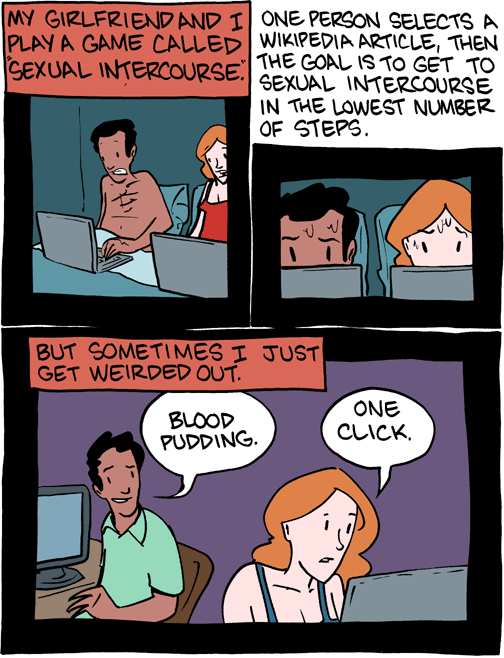 MY GIRLFRIEND AND I
PLAY A GAME CALLED
"SEXUAL INTERCOURSE."
ONE PERSON SELECTS A
WIKIPEDIA ARTICLE, THEN
THE GOAL IS TO GET TO
SEXUAL INTERCOURSE
IN THE LOWEST NUMBER
OF STEPS.
BUT SOMETIMES I JUST
GET WEIRDED OUT.
BLOOD
PUDDING.
ONE
CLICK.